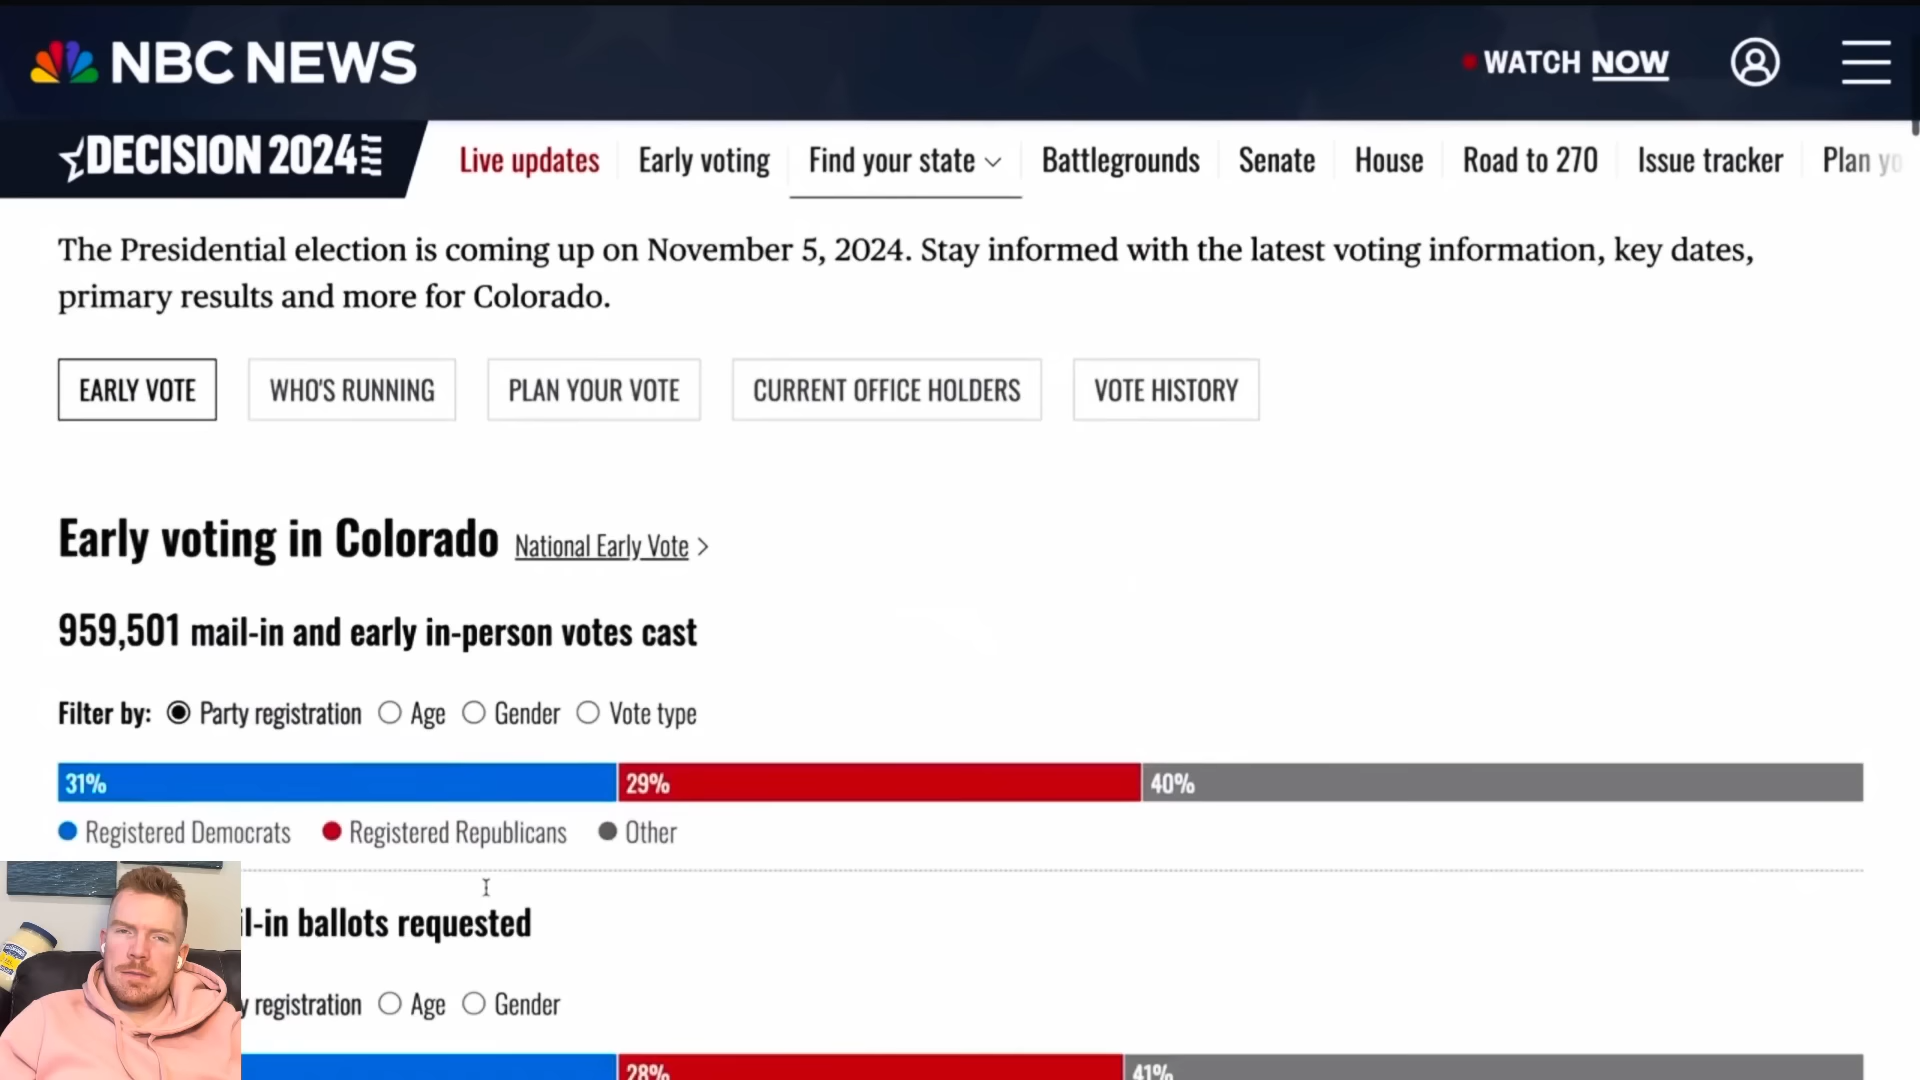 NBC NEWS
WATCH NOW
DECISION 2024
Live updates
Early voting
Find your state
Battlegrounds
Senate
House
Road to 270
Issue tracker
Plan yo
The Presidential election is coming up on November 5, 2024. Stay informed with the latest voting information, key dates,
primary results and more for Colorado.
EARLY VOTE
WHO'S RUNNING
PLAN YOUR VOTE
CURRENT OFFICE HOLDERS
VOTE HISTORY
Early voting in Colorado National Early Vote >
959,501 mail-in and early in-person votes cast
Filter by: Party registration Age Gender Vote type
31% 29% 40%
Registered Democrats Registered Republicans Other
l-in ballots requested
y registration Age Gender
28% 41%